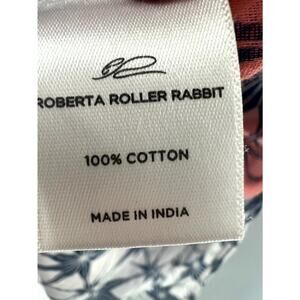 ROBERTA ROLLER RABBIT
100% COTTON
MADE IN INDIA